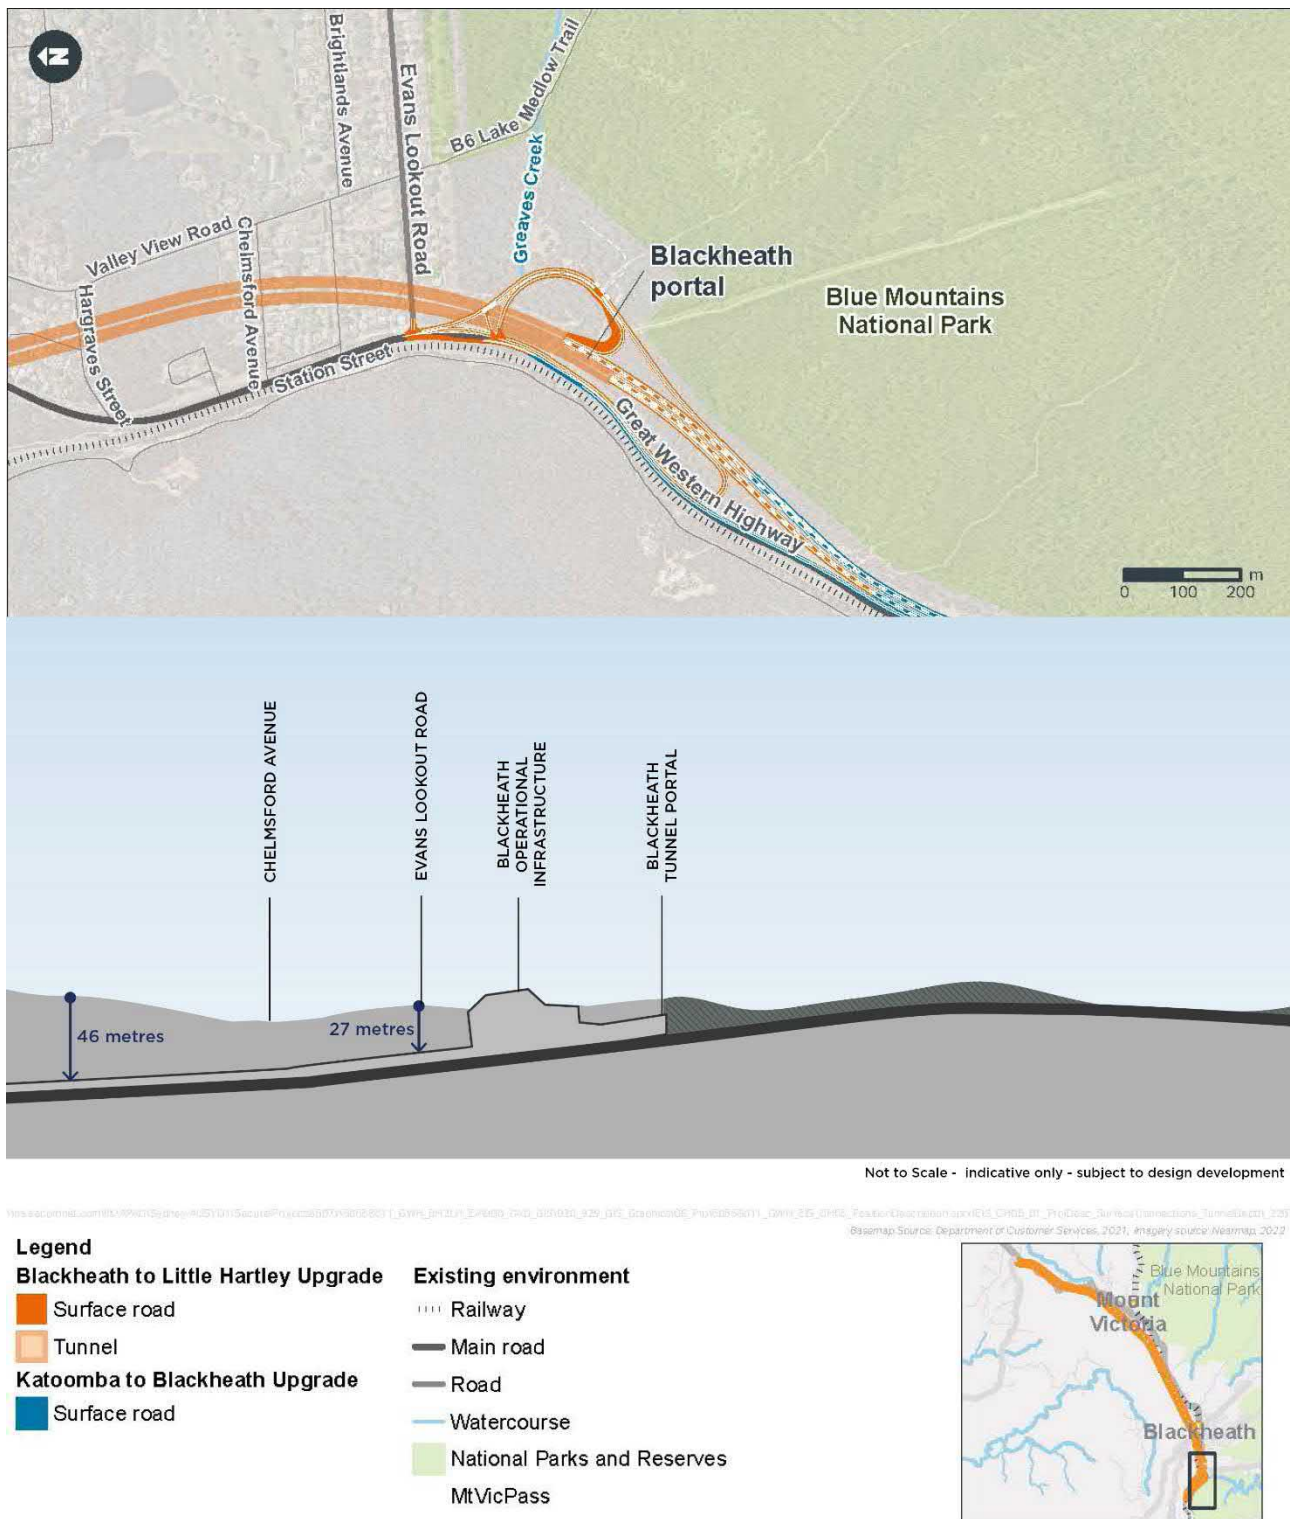 N
Brightlands Avenue
Evans Lookout Road
B6 Lake Medlow Trail
Greaves Creek
Valley View Road
Chelmsford Avenue
Hargraves Street
Station Street
Blackheath
portal
Blue Mountains
National Park
Great Western Highway
m
0 100 200
CHELMSFORD AVENUE
EVANS LOOKOUT ROAD
BLACKHEATH
OPERATIONAL
INFRASTRUCTURE
BLACKHEATH
TUNNEL PORTAL
46 metres
27 metres
Not to Scale - indicative only - subject to design development
Basemap Source: Department of Customer Services, 2021, Imagery source: Nearmap, 2022
Legend
Blackheath to Little Hartley Upgrade
Surface road
Tunnel
Katoomba to Blackheath Upgrade
Surface road
Existing environment
Railway
Main road
Road
Watercourse
National Parks and Reserves
MtVicPass
Blue Mountains
National Park
Mount
Victoria
Blackheath